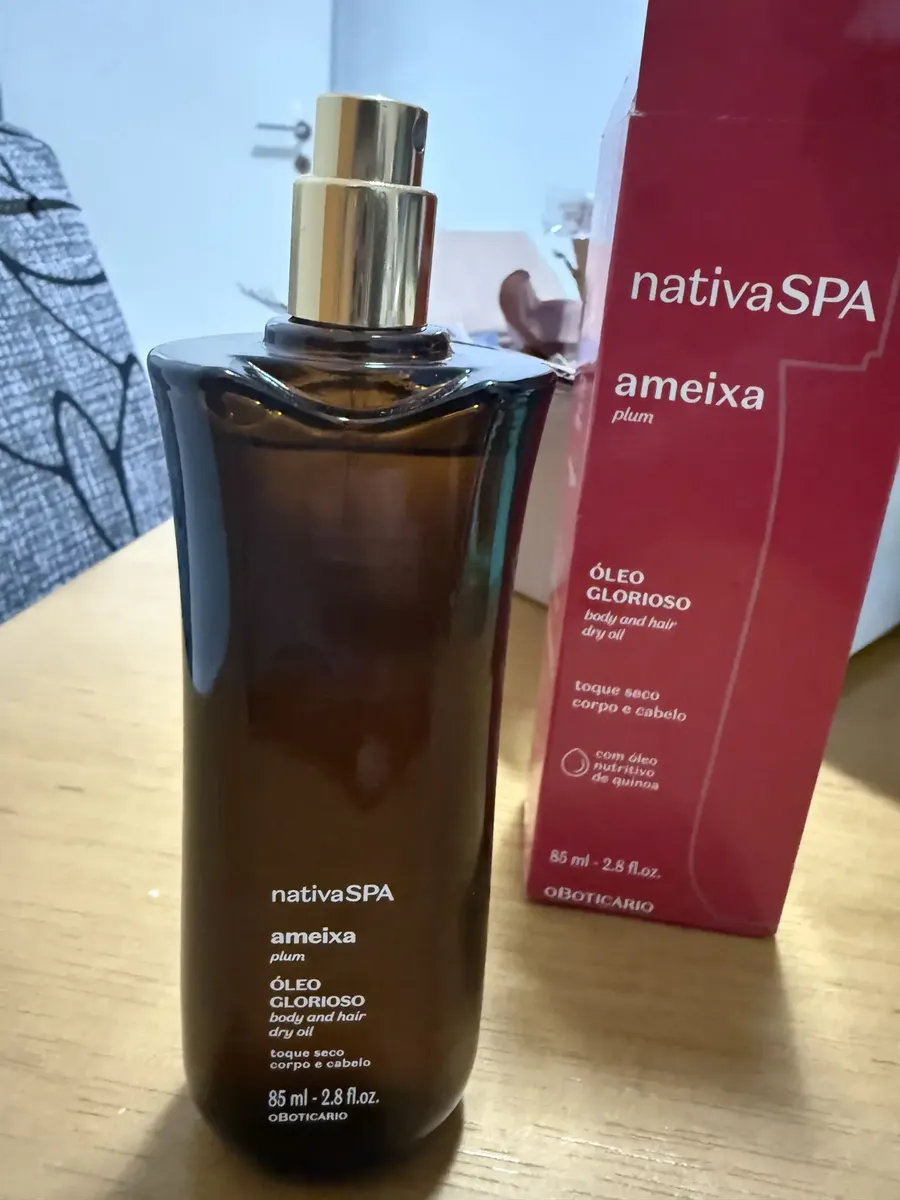 nativaSPA
ameixa
plum
ÓLEO
GLORIOSO
body and hair
dry oil
toque seco
corpo e cabelo
85 ml - 2.8 fl.oz.
oBOTICARIO
nativaSPA
ameixa
plum
ÓLEO
GLORIOSO
body and hair
dry oil
toque seco
corpo e cabelo
com óleo
nutritivo
de quinoa
85 ml - 2.8 fl.oz.
oBOTICARIO